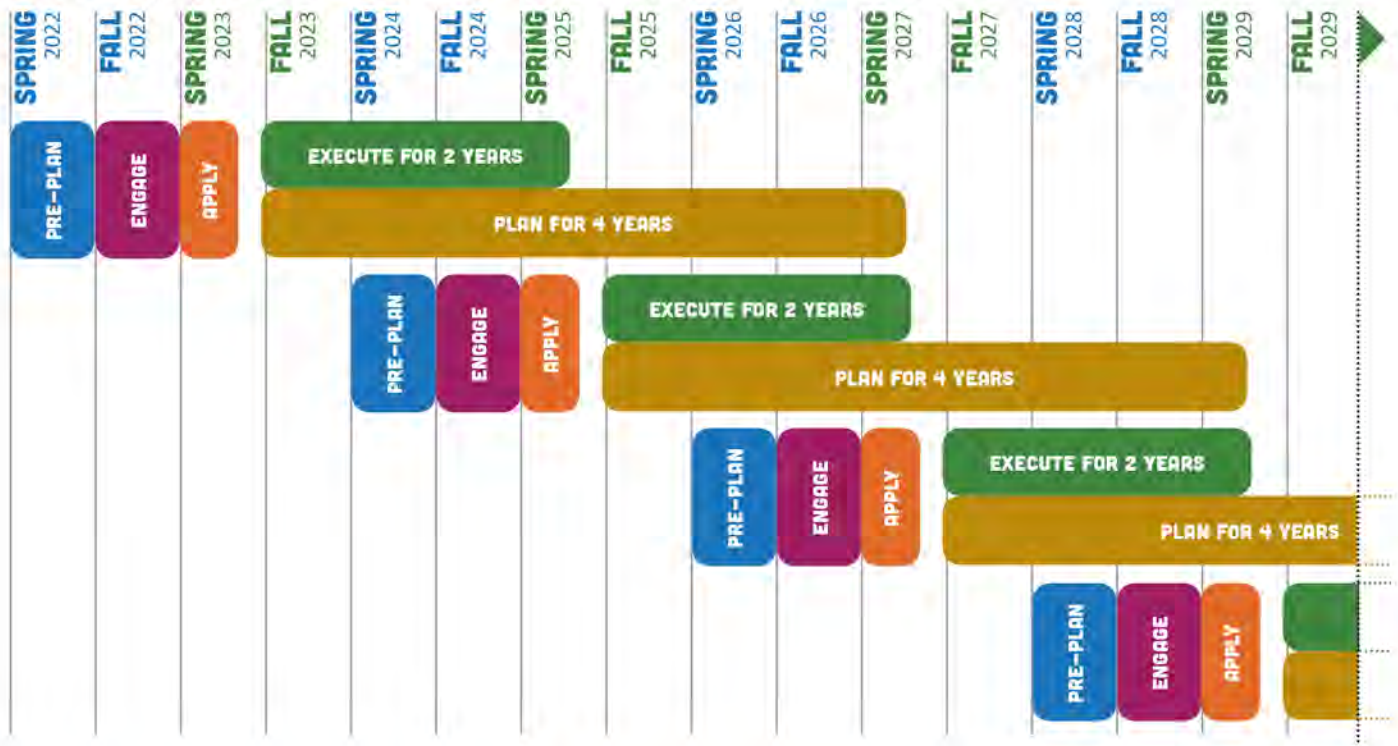 SPRING
2022
FALL
2022
SPRING
2023
FALL
2023
SPRING
2024
FALL
2024
SPRING
2025
FALL
2025
SPRING
2026
FALL
2026
SPRING
2027
FALL
2027
SPRING
2028
FALL
2028
SPRING
2029
FALL
2029
PRE-PLAN
ENGAGE
APPLY
EXECUTE FOR 2 YEARS
PLAN FOR 4 YEARS
PRE-PLAN
ENGAGE
APPLY
EXECUTE FOR 2 YEARS
PLAN FOR 4 YEARS
PRE-PLAN
ENGAGE
APPLY
EXECUTE FOR 2 YEARS
PLAN FOR 4 YEARS
PRE-PLAN
ENGAGE
APPLY